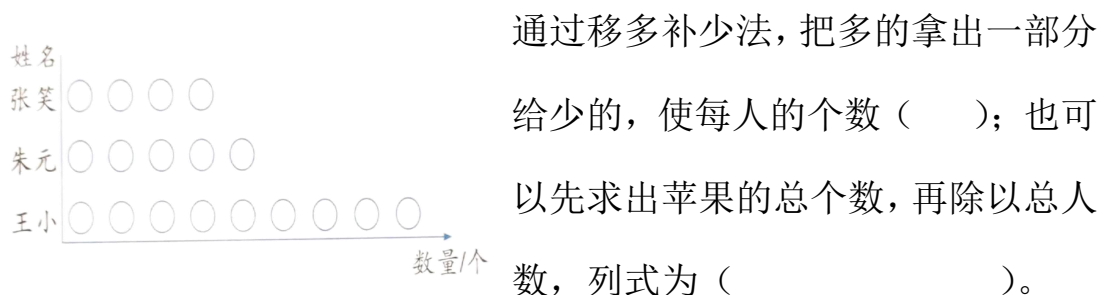 姓名
张笑
朱元
王小
数量/个
通过移多补少法，把多的拿出一部分
给少的，使每人的个数（ ）；也可
以先求出苹果的总个数，再除以总人
数，列式为（ ）。